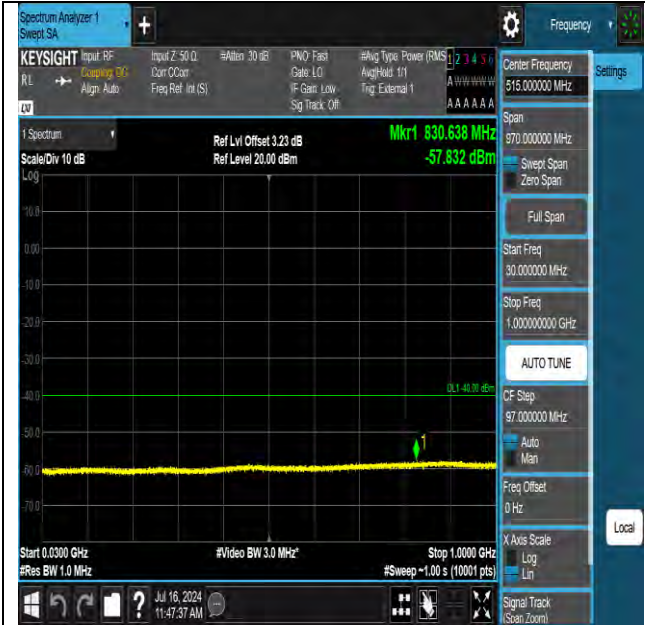 Spectrum Analyzer 1
Swept SA
+
Frequency
KEYSIGHT Input: RF
RL
Coupling: DC
Align: Auto
LXI
Input Z: 50 Ω
Corr CCorr
Freq Ref: Int (S)
#Atten: 30 dB
PNO: Fast
Gate: LO
IF Gain: Low
Sig Track: Off
#Avg Type: Power (RMS
Avg|Hold: 1/1
Trig: External 1
1 2 3 4 5 6
A W W W W W
A A A A A A
1 Spectrum
Scale/Div 10 dB
Log
Ref Lvl Offset 3.23 dB
Ref Level 20.00 dBm
Mkr1 830.638 MHz
-57.832 dBm
10.0
0.00
-10.0
-20.0
-30.0
-40.0
-50.0
-60.0
-70.0
DL1 -40.00 dBm
1
Start 0.0300 GHz
#Res BW 1.0 MHz
#Video BW 3.0 MHz*
Stop 1.0000 GHz
#Sweep ~1.00 s (10001 pts)
Jul 16, 2024
11:47:37 AM
?
Center Frequency
515.000000 MHz
Settings
Span
970.000000 MHz
Swept Span
Zero Span
Full Span
Start Freq
30.000000 MHz
Stop Freq
1.000000000 GHz
AUTO TUNE
CF Step
97.000000 MHz
Auto
Man
Freq Offset
0 Hz
X Axis Scale
Log
Lin
Local
Signal Track
(Span Zoom)